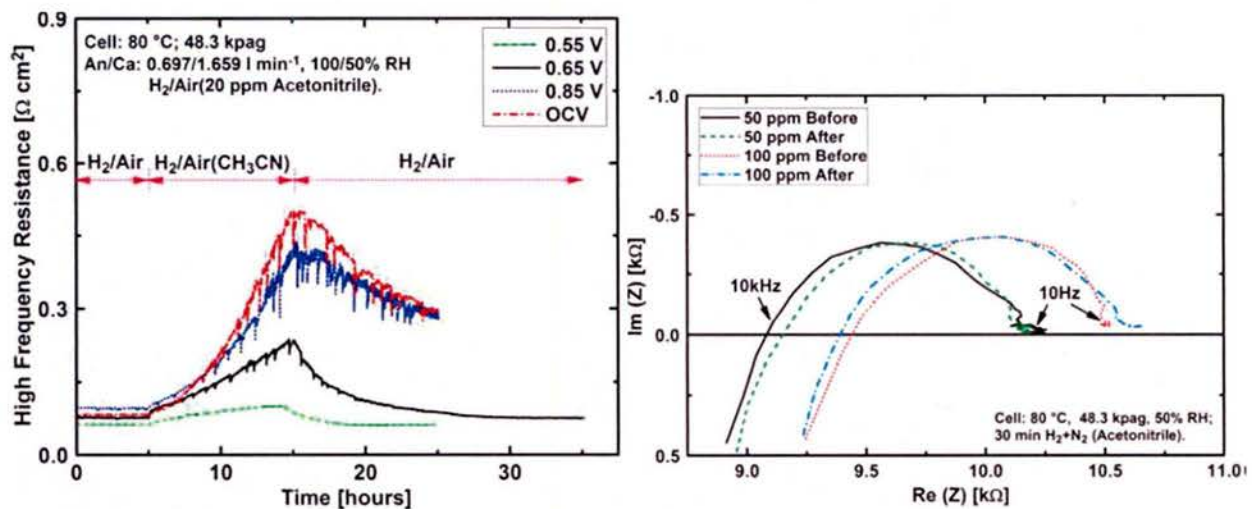 0.9
0.6
0.3
0.0
High Frequency Resistance [Ω cm²]
Cell: 80 °C; 48.3 kpag
An/Ca: 0.697/1.659 l min⁻¹, 100/50% RH
H₂/Air(20 ppm Acetonitrile).
0.55 V
0.65 V
0.85 V
OCV
H₂/Air
H₂/Air(CH₃CN)
H₂/Air
0
10
20
30
Time [hours]
-1.0
-0.5
0.0
0.5
Im (Z) [kΩ]
50 ppm Before
50 ppm After
100 ppm Before
100 ppm After
10kHz
10Hz
Cell: 80 °C, 48.3 kpag, 50% RH;
30 min H₂+N₂ (Acetonitrile).
9.0
9.5
10.0
10.5
11.0
Re (Z) [kΩ]